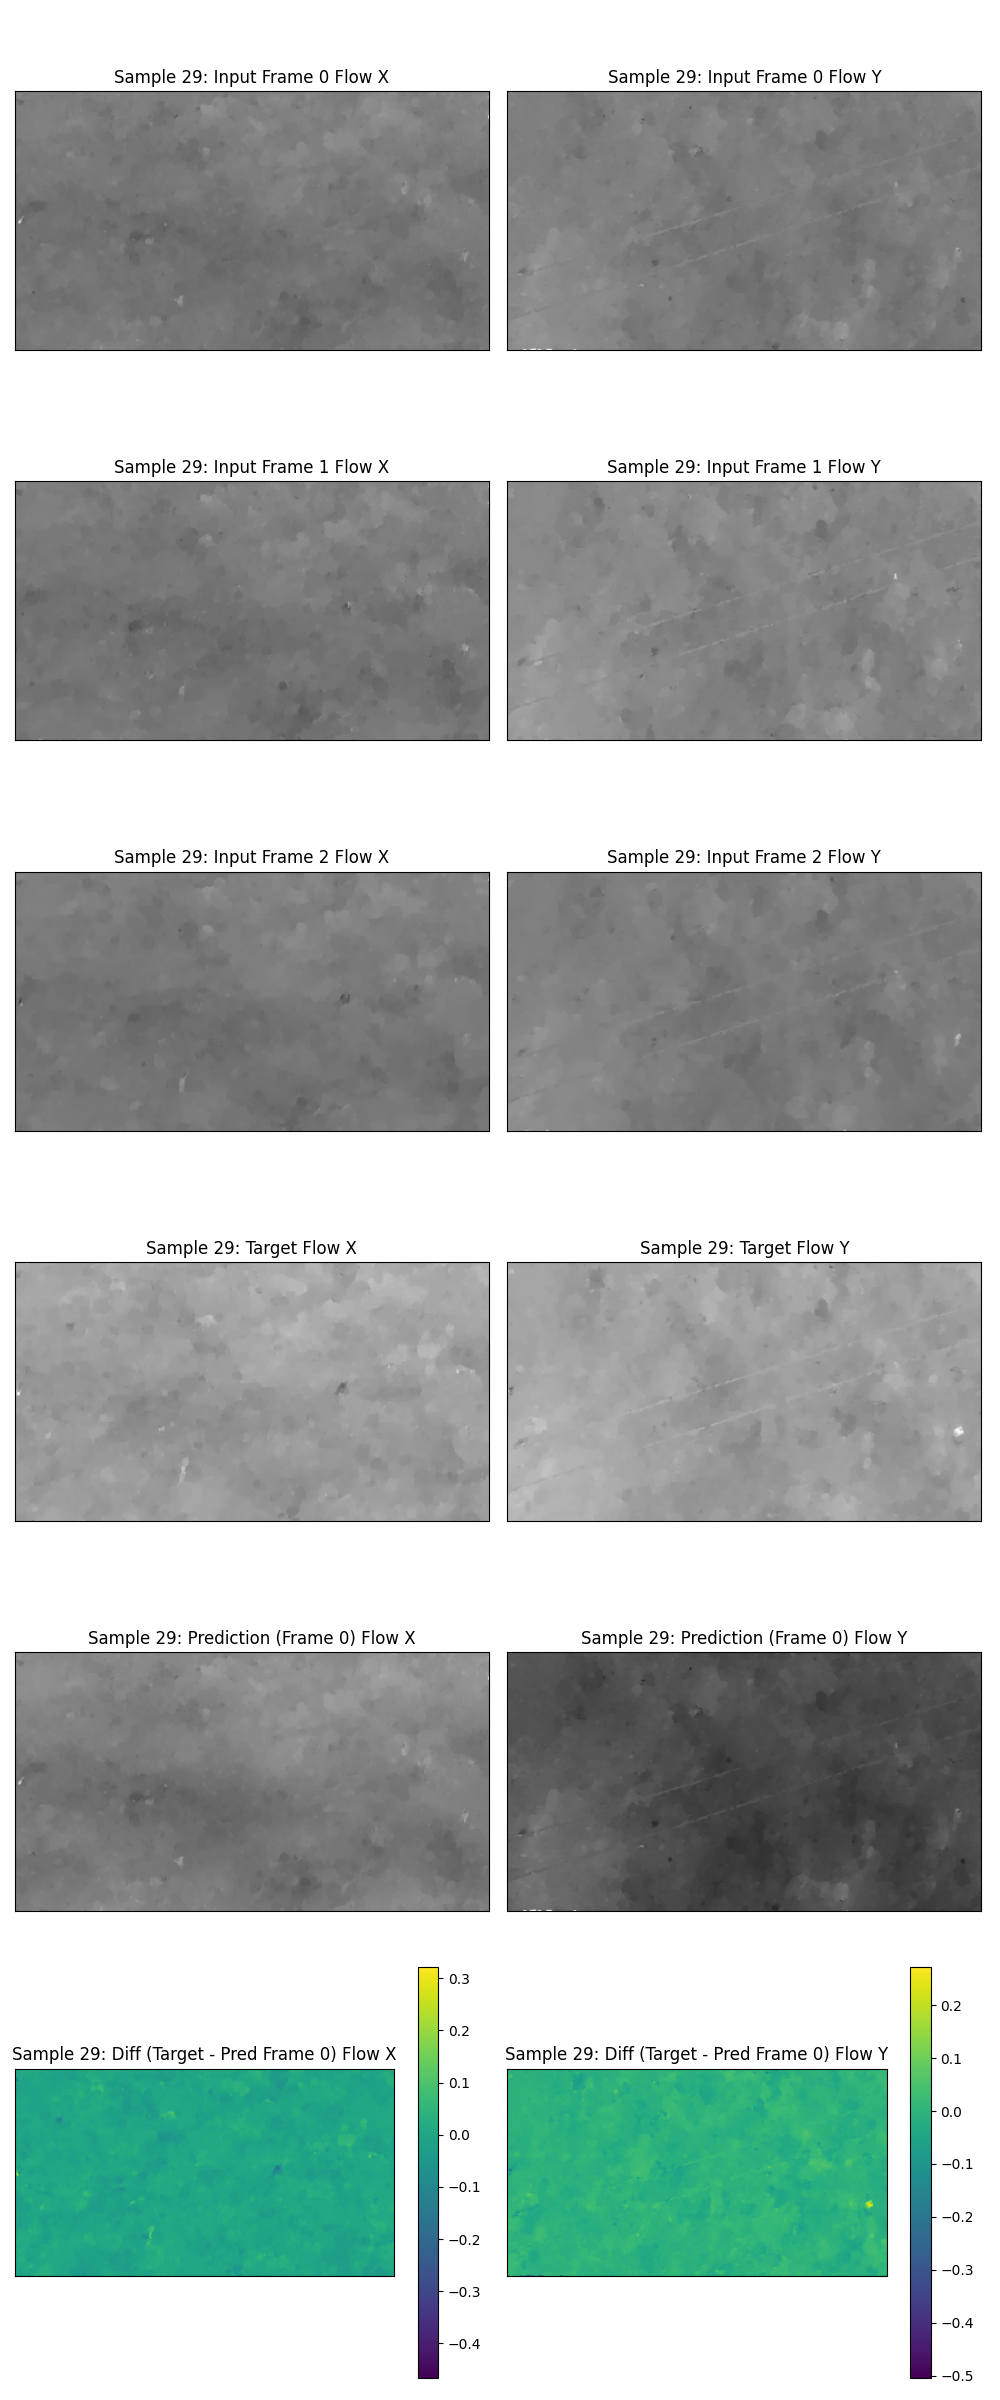 Sample 29: Input Frame 0 Flow X
Sample 29: Input Frame 0 Flow Y
Sample 29: Input Frame 1 Flow X
Sample 29: Input Frame 1 Flow Y
Sample 29: Input Frame 2 Flow X
Sample 29: Input Frame 2 Flow Y
Sample 29: Target Flow X
Sample 29: Target Flow Y
Sample 29: Prediction (Frame 0) Flow X
Sample 29: Prediction (Frame 0) Flow Y
Sample 29: Diff (Target - Pred Frame 0) Flow X
0.3
0.2
0.1
0.0
−0.1
−0.2
−0.3
−0.4
Sample 29: Diff (Target - Pred Frame 0) Flow Y
0.2
0.1
0.0
−0.1
−0.2
−0.3
−0.4
−0.5